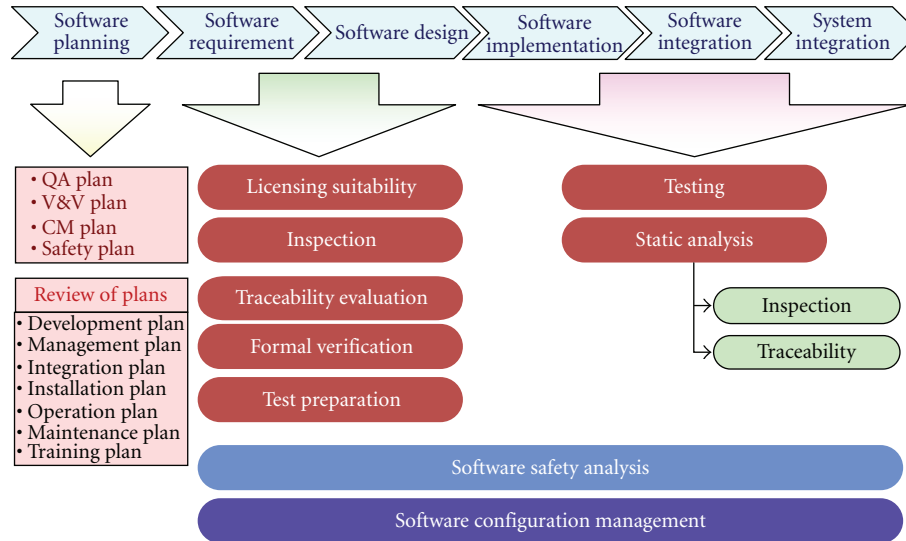 Software
planning
Software
requirement
Software design
Software
implementation
Software
integration
System
integration
• QA plan
• V&V plan
• CM plan
• Safety plan
Review of plans
• Development plan
• Management plan
• Integration plan
• Installation plan
• Operation plan
• Maintenance plan
• Training plan
Licensing suitability
Inspection
Traceability evaluation
Formal verification
Test preparation
Testing
Static analysis
Inspection
Traceability
Software safety analysis
Software configuration management